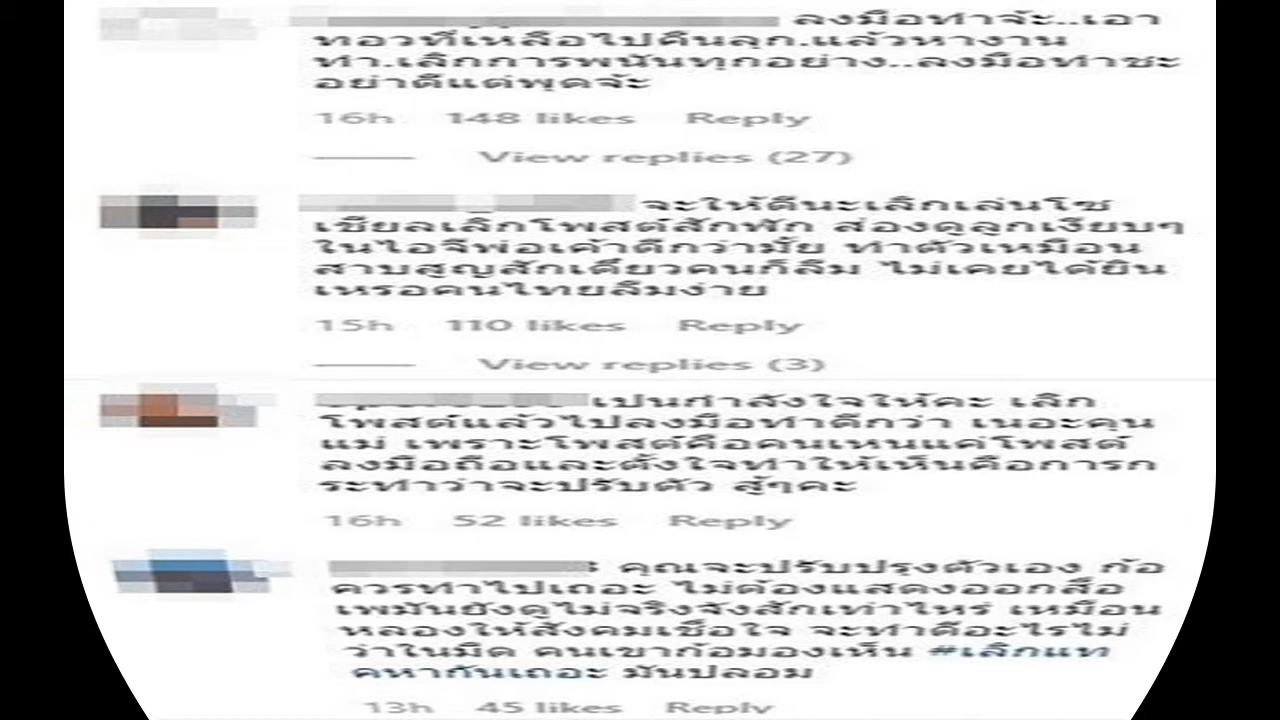 ลงมือทำจ้ะ..เอา
ทอวที่เหลือไปคืนลูก.แล้วหางาน
ทำ.เลิกการพนันทุกอย่าง..ลงมือทำซะ
อย่าดีแต่พูดจ้ะ
16h 148 likes Reply
View replies (27)
จะให้ดีนะเลิกเล่นโซ
เชียลเลิกโพสต์สักพัก ส่องดูลูกเงียบๆ
ในไอจีพ่อเค้าดีกว่ามั้ย ทำตัวเหมือน
สาบสูญสักเดี๋ยวคนก็ลืม ไม่เคยได้ยิน
เหรอคนไทยลืมง่าย
15h 110 likes Reply
View replies (3)
เป็นกำลังใจให้คะ เลิก
โพสต์แล้วไปลงมือทำดีกว่า เนอะคุน
แม่ เพราะโพสต์คือคนเหนแค่โพสต์
ลงมือถือและตั้งใจทำให้เห็นคือการก
ระทำว่าจะปรับตัว สู้ๆคะ
16h 52 likes Reply
คุณจะปรับปรุงตัวเอง ก้อ
ควรทำไปเถอะ ไม่ต้องแสดงออกสื่อ
เพมันยังดูไม่จริงจังสักเท่าไหร่ เหมือน
หลองให้สังคมเชื่อใจ จะทำดีอะไรไม่
ว่าในมืด คนเขาก้อมองเห็น #เลิกแท
คหากันเถอะ มันปลอม
13h 45 likes Reply